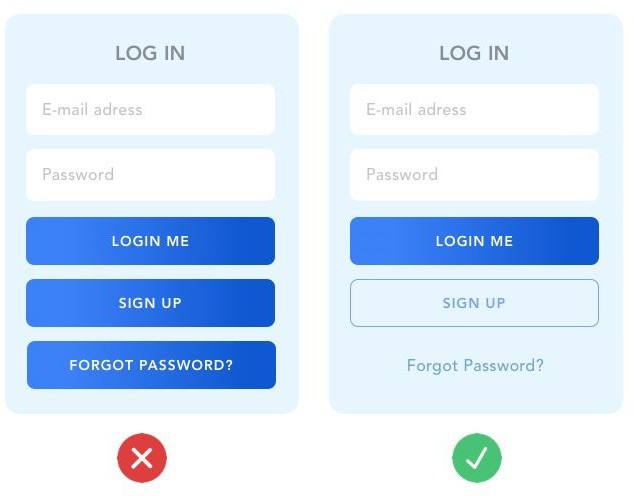 LOG IN
E-mail adress
Password
LOGIN ME
SIGN UP
FORGOT PASSWORD?
LOG IN
E-mail adress
Password
LOGIN ME
SIGN UP
Forgot Password?